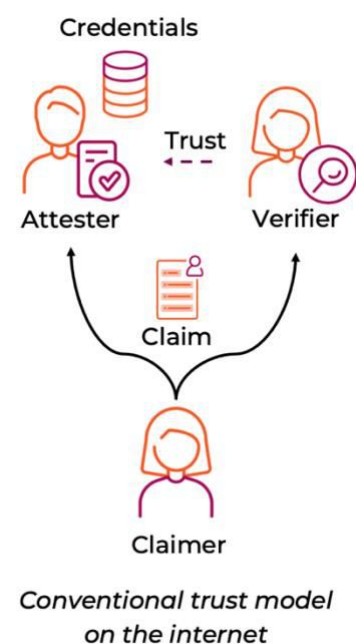 Credentials
Trust
Attester
Verifier
Claim
Claimer
Conventional trust model
on the internet